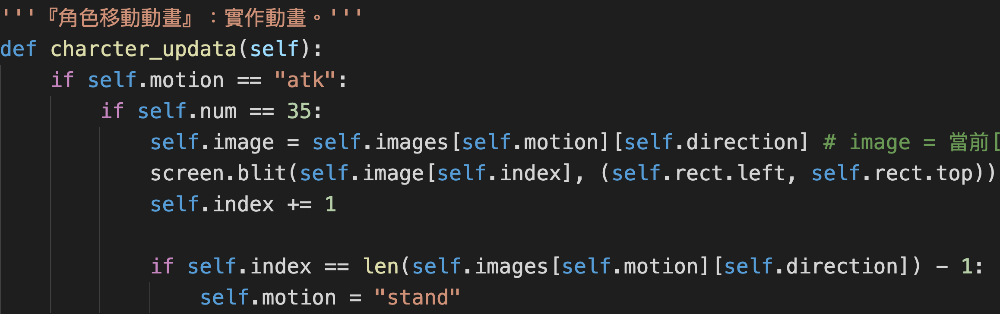 '''『角色移動動畫』：實作動畫。'''
def charcter_updata(self):
    if self.motion == "atk":
        if self.num == 35:
            self.image = self.images[self.motion][self.direction] # image = 當前[
            screen.blit(self.image[self.index], (self.rect.left, self.rect.top))
            self.index += 1
            if self.index == len(self.images[self.motion][self.direction]) - 1:
                self.motion = "stand"